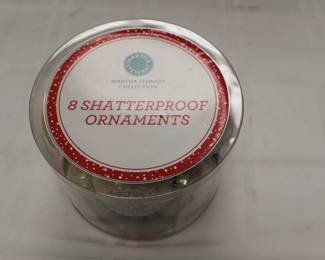 MARTHA STEWART
COLLECTION
8 SHATTERPROOF
ORNAMENTS